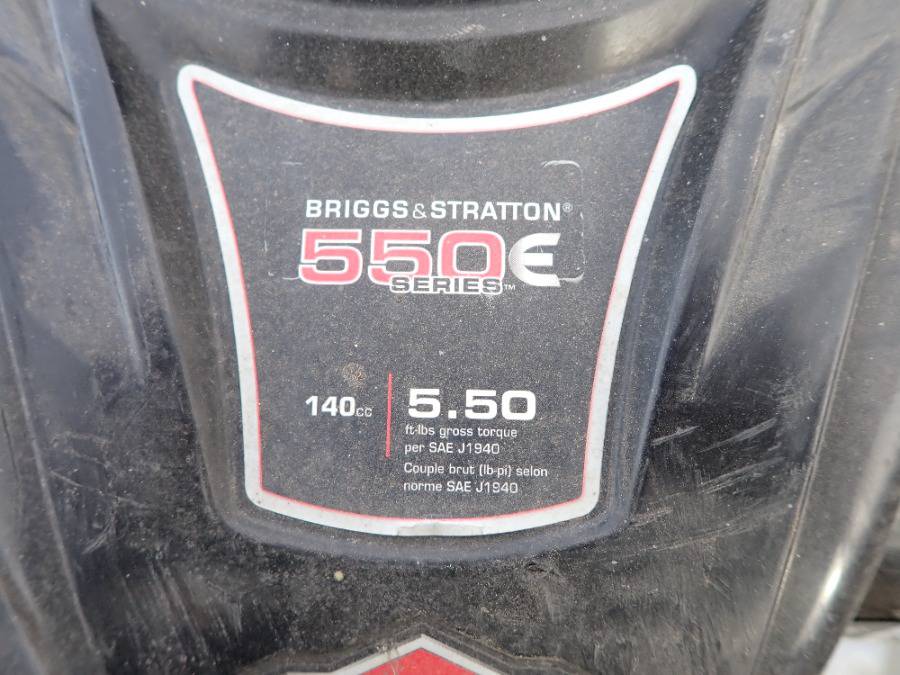 BRIGGS & STRATTON®
550E
SERIES™
140cc
5.50
ft-lbs gross torque
per SAE J1940
Couple brut (lb-pi) selon
norme SAE J1940